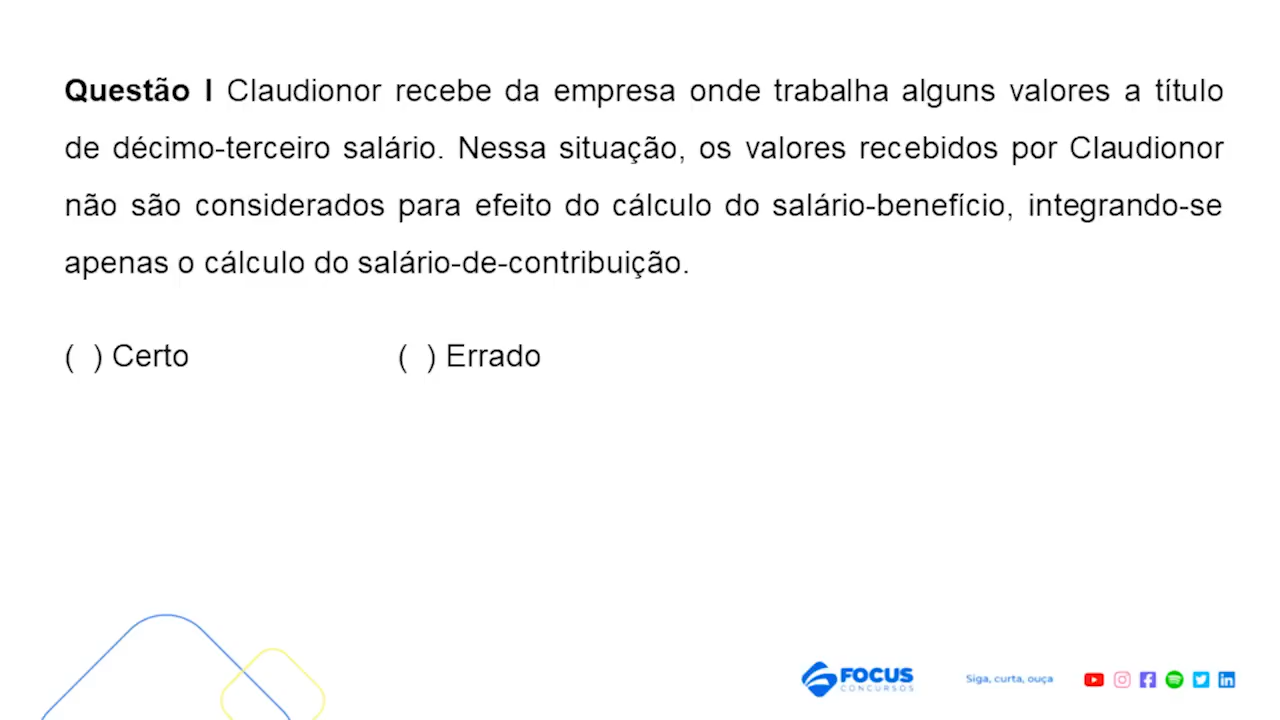 Questão I Claudionor recebe da empresa onde trabalha alguns valores a título
de décimo-terceiro salário. Nessa situação, os valores recebidos por Claudionor
não são considerados para efeito do cálculo do salário-benefício, integrando-se
apenas o cálculo do salário-de-contribuição.
( ) Certo ( ) Errado
FOCUS
CONCURSOS
Siga, curta, ouça